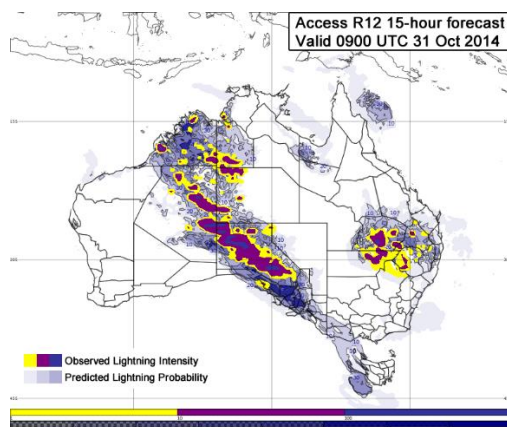 Access R12 15-hour forecast
Valid 0900 UTC 31 Oct 2014
Observed Lightning Intensity
Predicted Lightning Probability